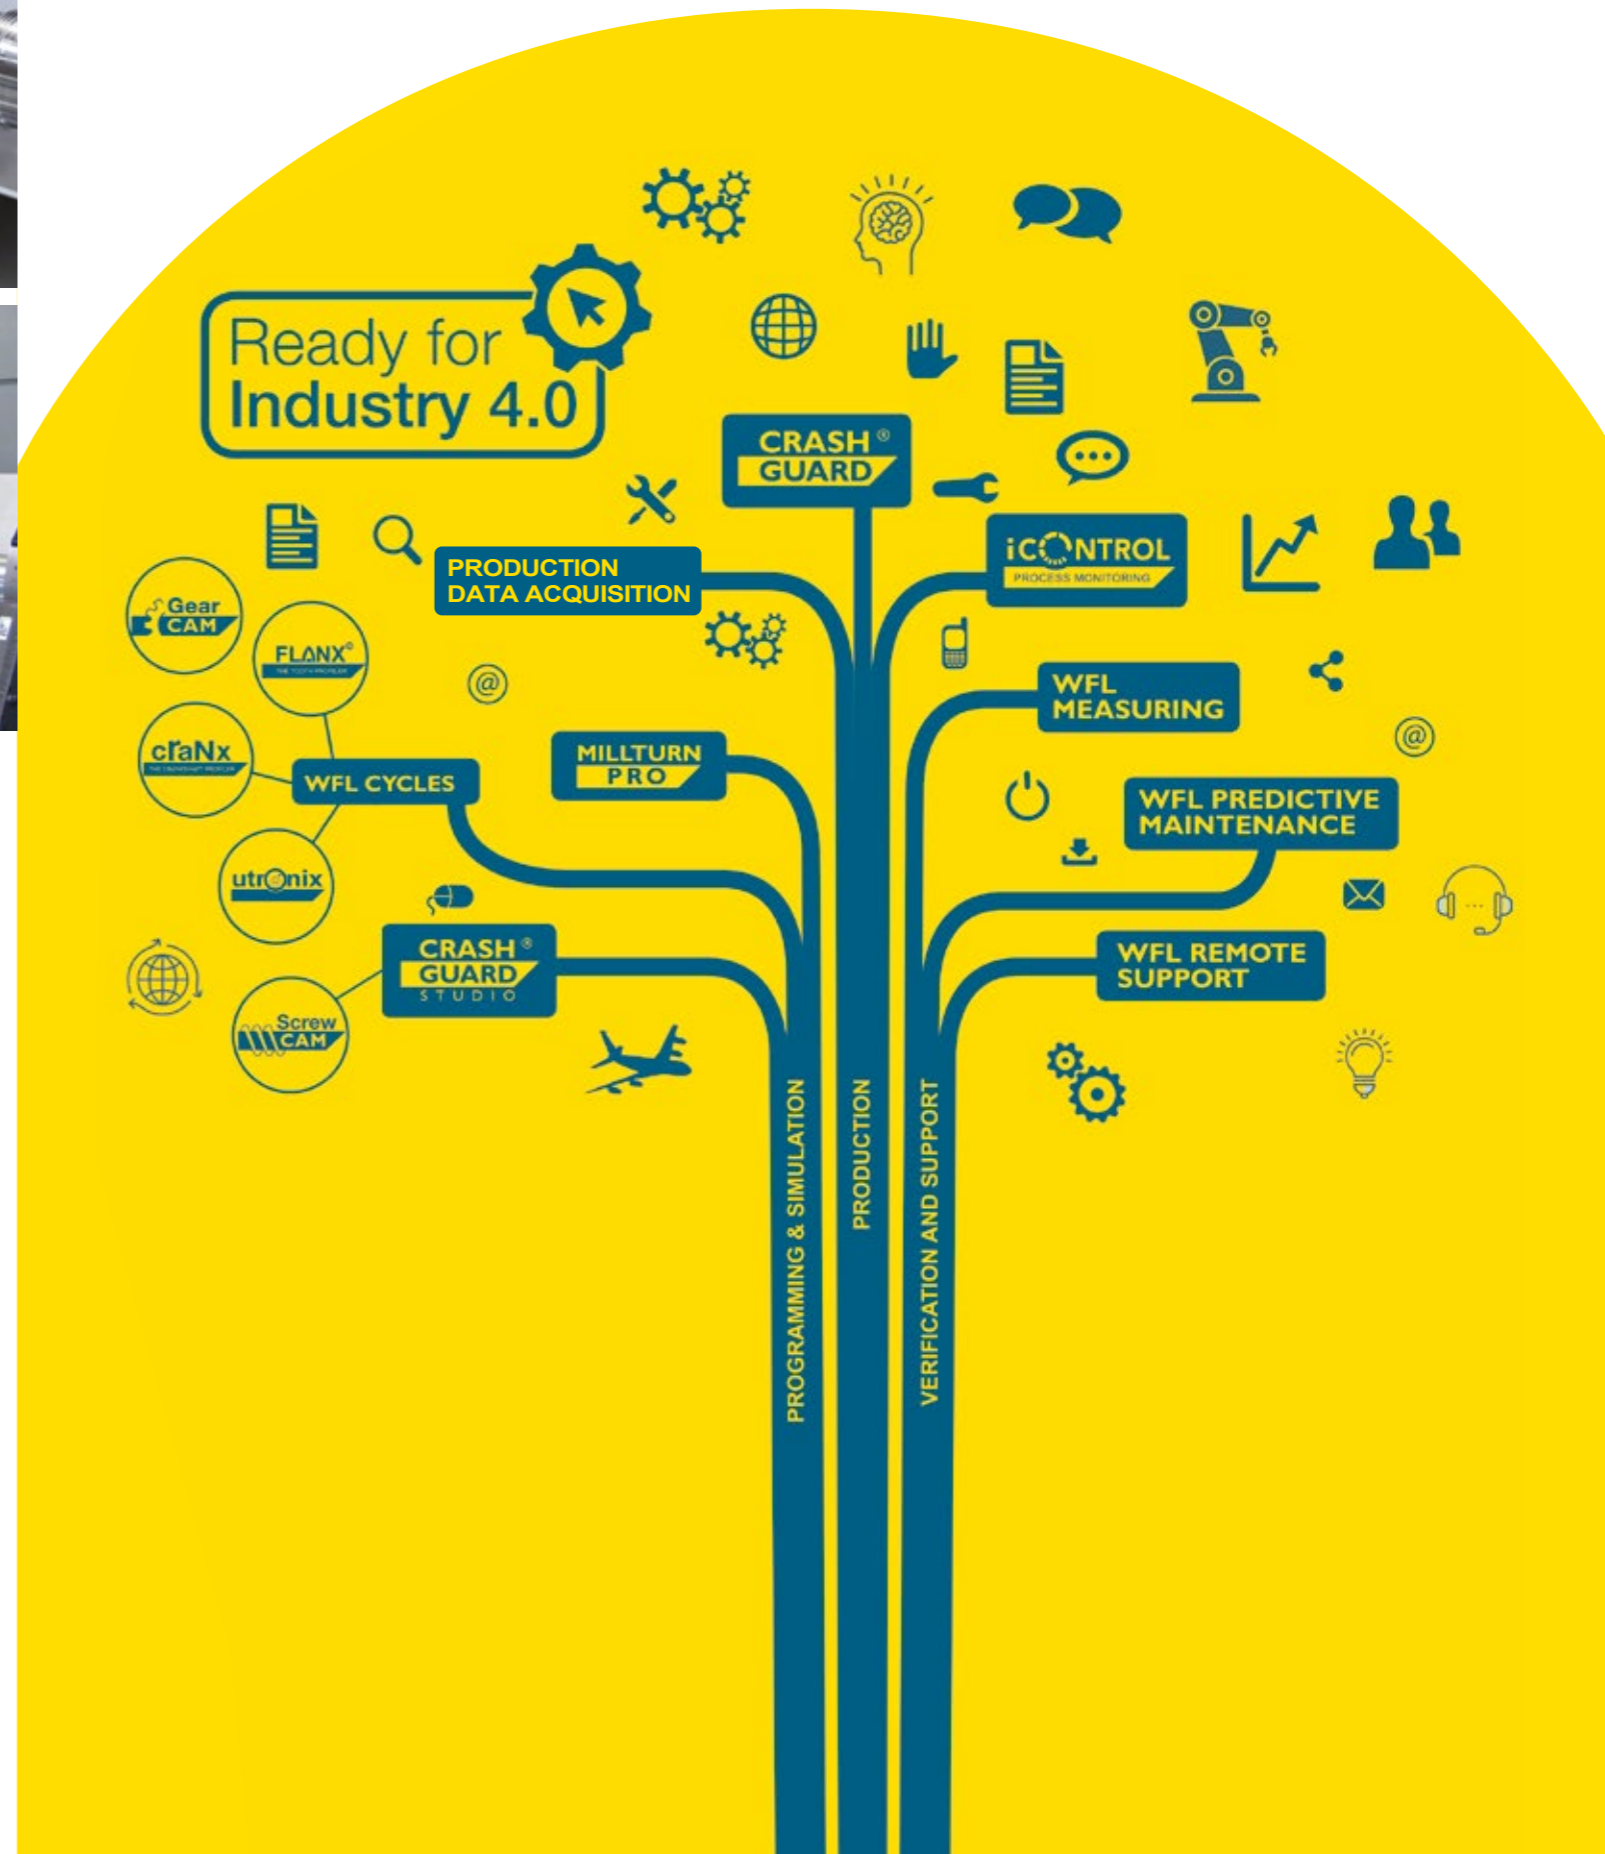 Ready for
Industry 4.0
CRASH®
GUARD
iCONTROL
PROCESS MONITORING
PRODUCTION
DATA ACQUISITION
Gear
CAM
FLANX®
@
WFL
MEASURING
@
craNx
WFL CYCLES
MILLTURN
PRO
WFL PREDICTIVE
MAINTENANCE
utronix
CRASH®
GUARD
STUDIO
WFL REMOTE
SUPPORT
Screw
CAM
PROGRAMMING & SIMULATION
PRODUCTION
VERIFICATION AND SUPPORT